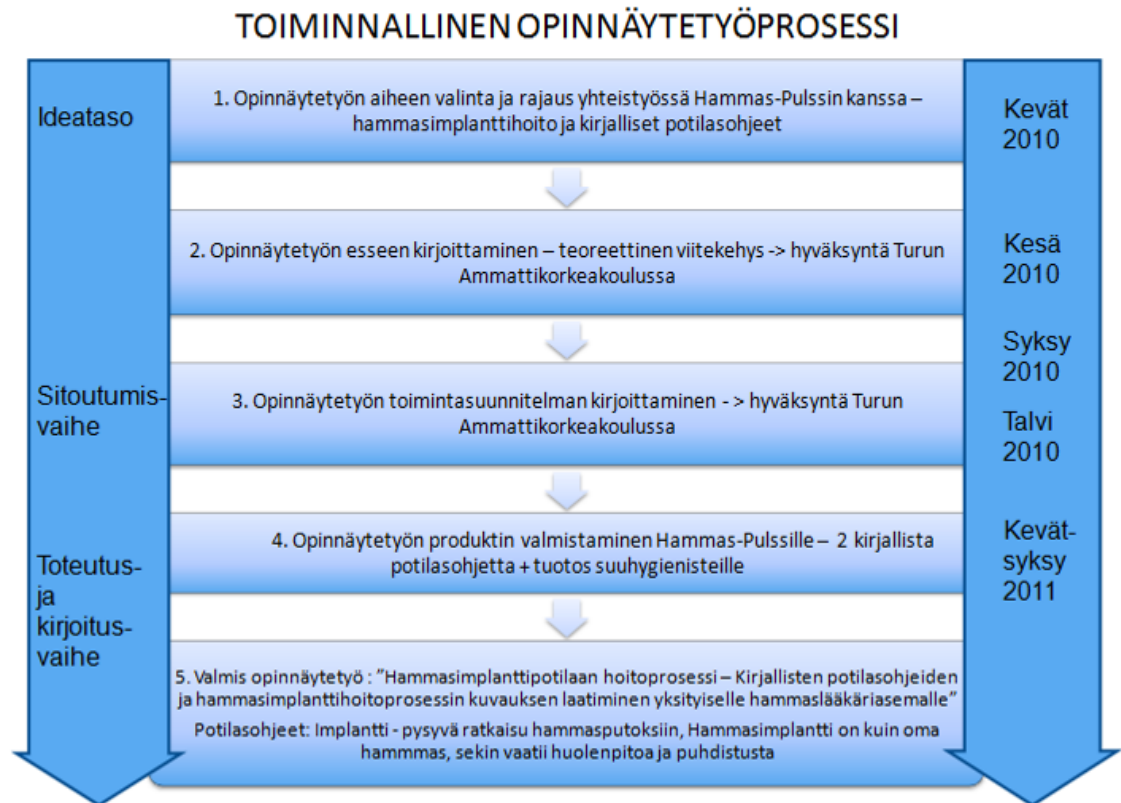 TOIMINNALLINEN OPINNÄYTETYÖPROSESSI
Ideataso
1. Opinnäytetyön aiheen valinta ja rajaus yhteistyössä Hammas-Pulssin kanssa –
hammasimplanttihoito ja kirjalliset potilasohjeet
Kevät
2010
2. Opinnäytetyön esseen kirjoittaminen – teoreettinen viitekehys -> hyväksyntä Turun
Ammattikorkeakoulussa
Kesä
2010
Syksy
2010
Sitoutumis-
vaihe
3. Opinnäytetyön toimintasuunnitelman kirjoittaminen - > hyväksyntä Turun
Ammattikorkeakoulussa
Talvi
2010
4. Opinnäytetyön produktin valmistaminen Hammas-Pulssille – 2 kirjallista
potilasohjetta + tuotos suuhygienisteille
Kevät-
syksy
2011
Toteutus-
ja
kirjoitus-
vaihe
5. Valmis opinnäytetyö : ”Hammasimplanttipotilaan hoitoprosessi – Kirjallisten potilasohjeiden
ja hammasimplanttihoitoprosessin kuvauksen laatiminen yksityiselle hammaslääkäriasemalle”
Potilasohjeet: Implantti - pysyvä ratkaisu hammasputoksiin, Hammasimplantti on kuin oma
hammmas, sekin vaatii huolenpitoa ja puhdistusta